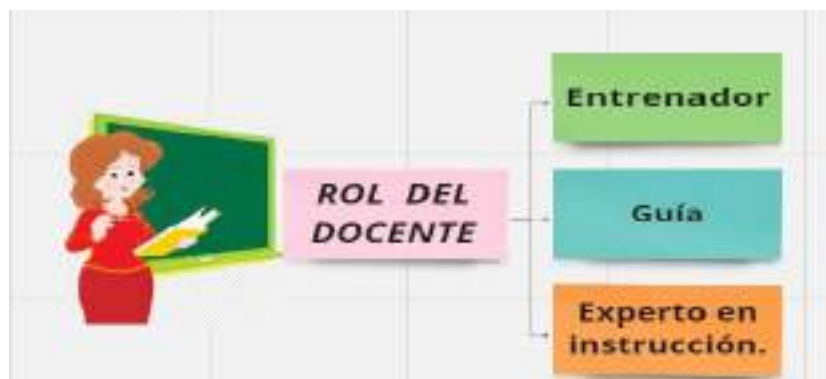 ROL DEL
DOCENTE
Entrenador
Guía
Experto en
instrucción.